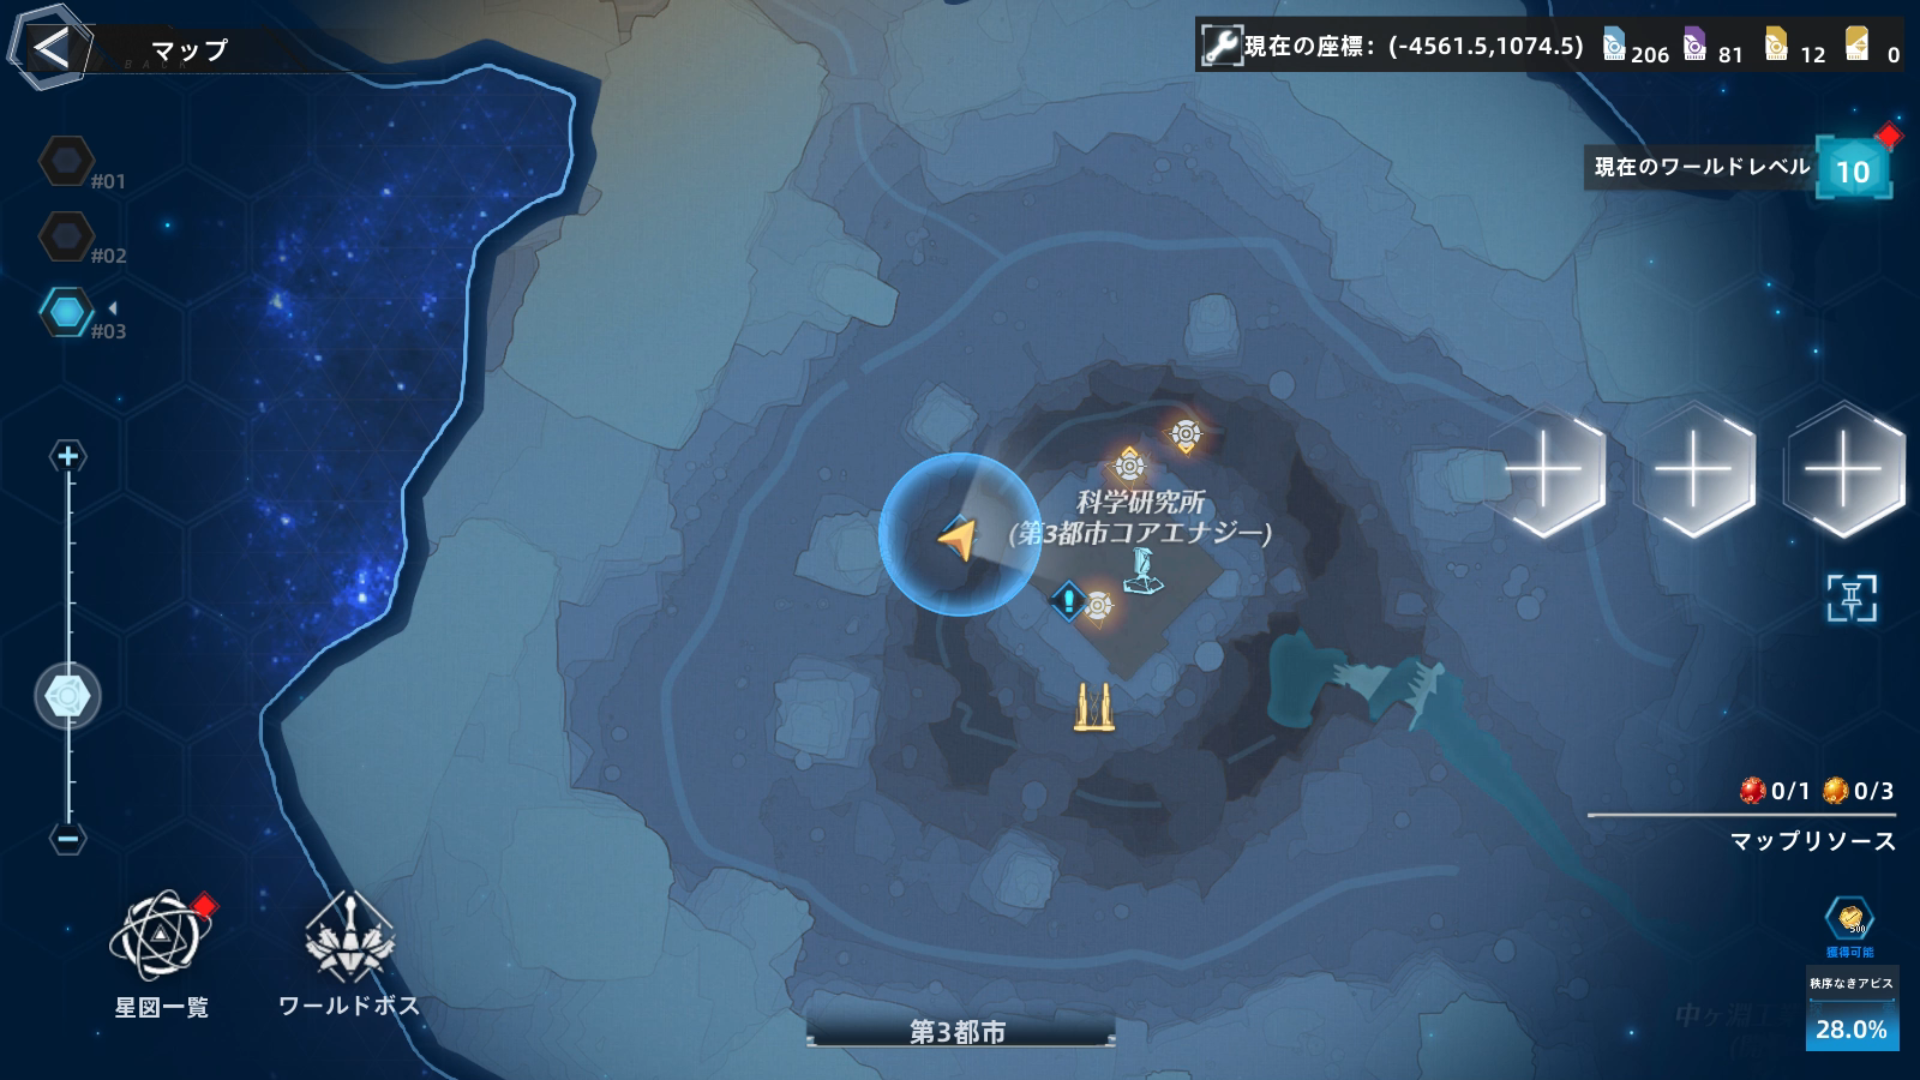 マップ
BACK
現在の座標：(-4561.5,1074.5)
206
81
12
0
現在のワールドレベル
10
#01
#02
#03
科学研究所
(第3都市コアエナジー)
0/1
0/3
マップリソース
500
獲得可能
秩序なきアビス
28.0%
星図一覧
ワールドボス
第3都市